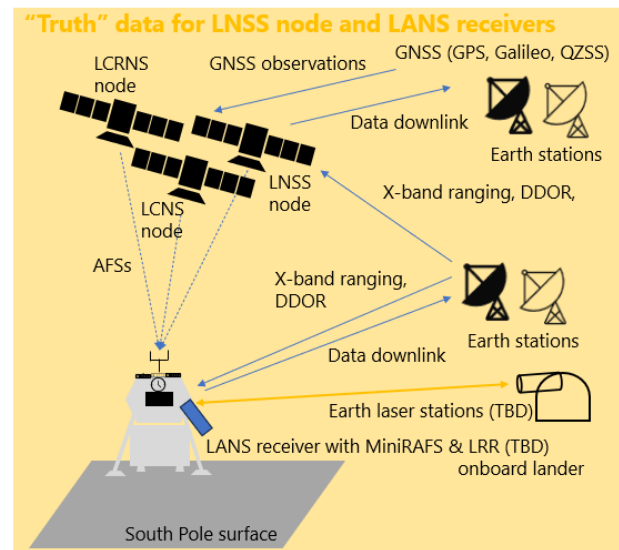 “Truth” data for LNSS node and LANS receivers
LCRNS
node
GNSS observations
GNSS (GPS, Galileo, QZSS)
Data downlink
Earth stations
LNSS
node
LCNS
node
X-band ranging, DDOR,
AFSs
X-band ranging,
DDOR
Earth stations
Data downlink
Earth laser stations (TBD)
LANS receiver with MiniRAFS & LRR (TBD)
onboard lander
South Pole surface